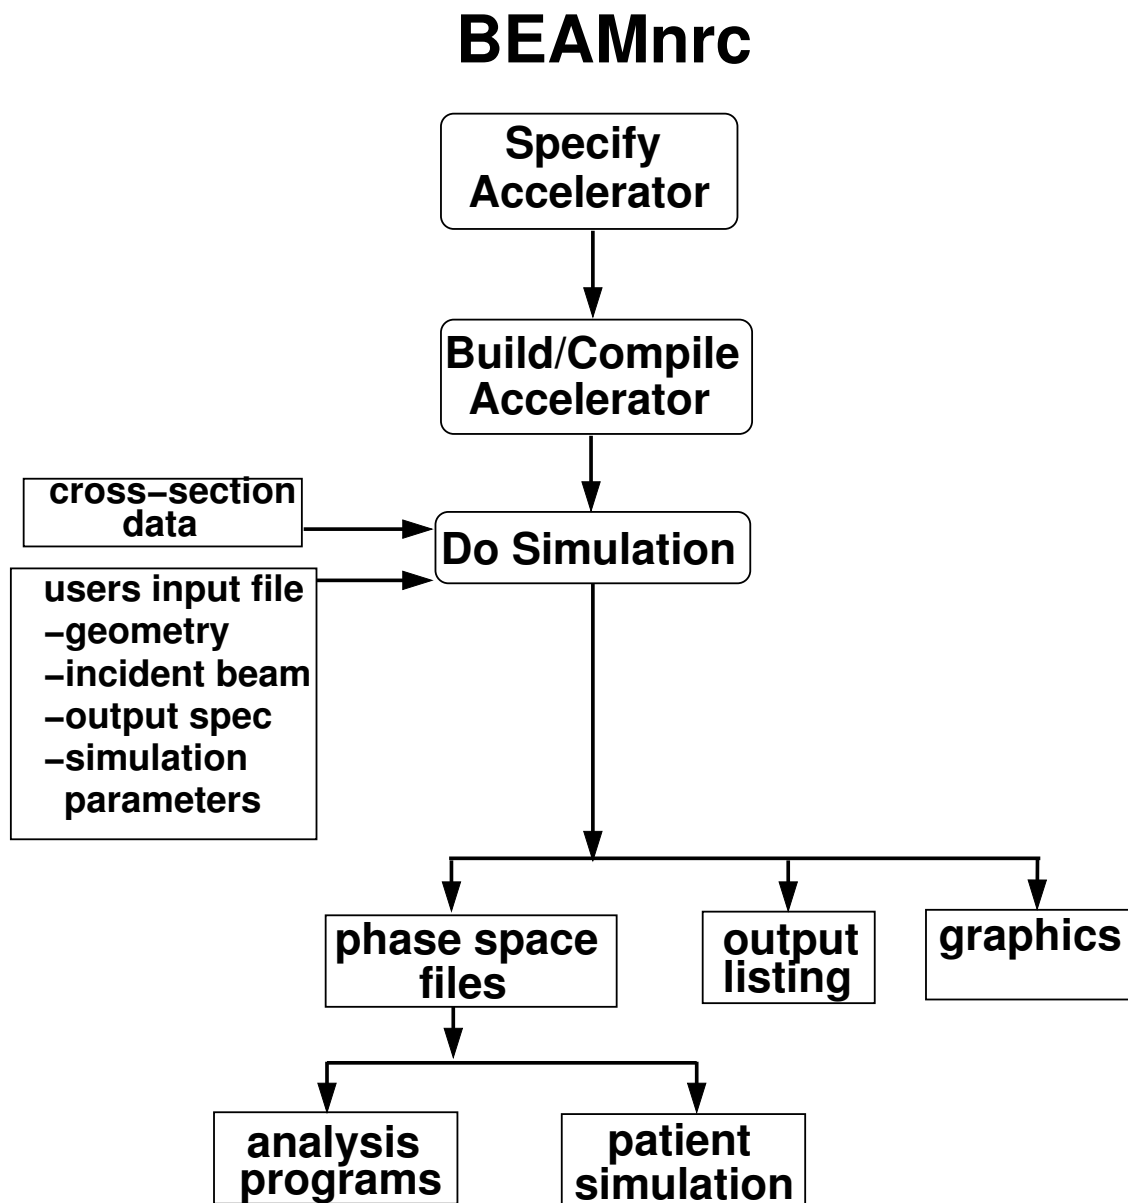 BEAMnrc
Specify
Accelerator
Build/Compile
Accelerator
cross−section
data
Do Simulation
users input file
−geometry
−incident beam
−output spec
−simulation
parameters
phase space
files
output
listing
graphics
analysis
programs
patient
simulation